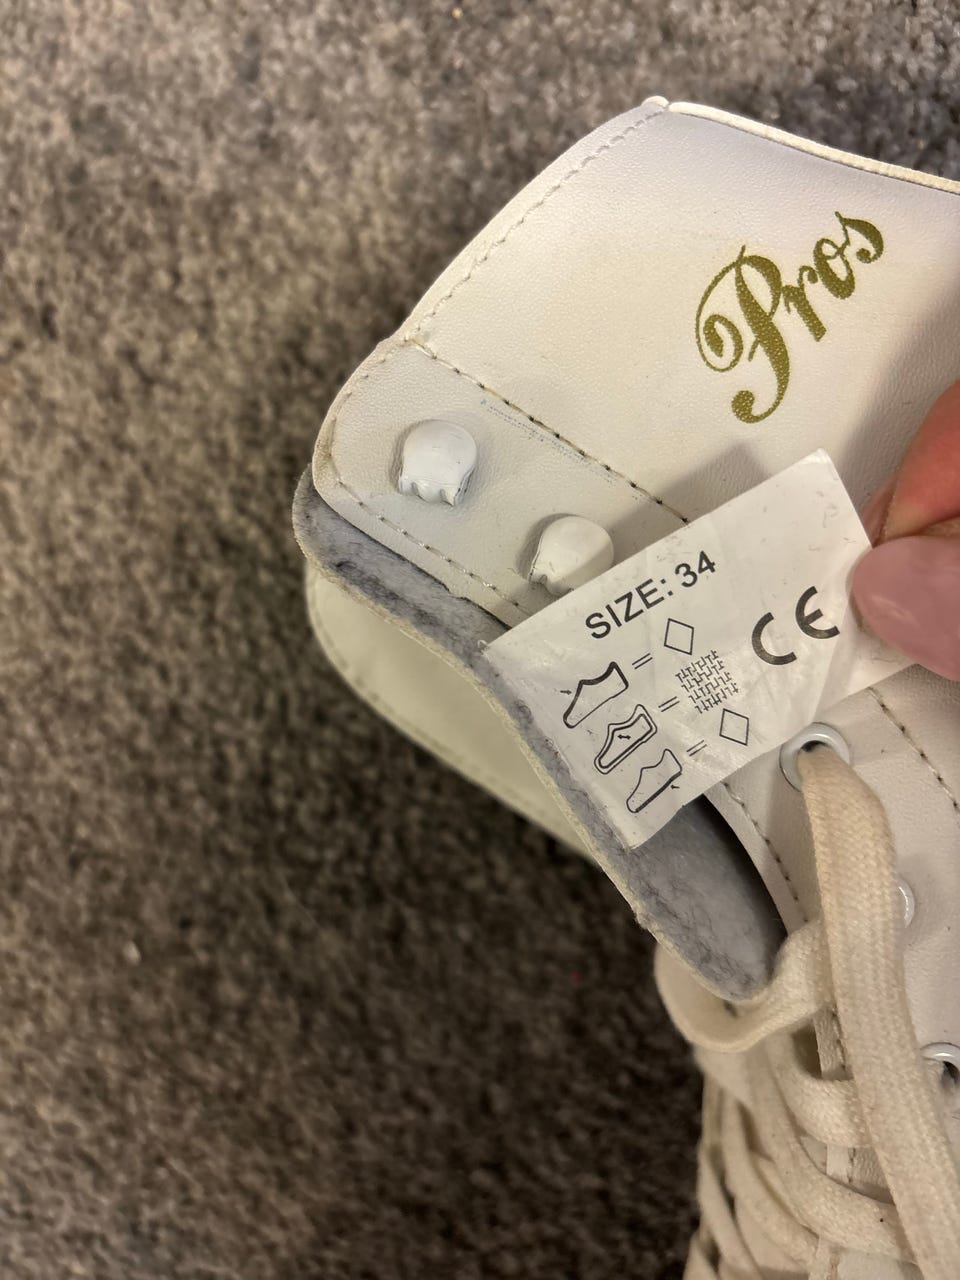 Pros
SIZE: 34
=
CE
=
=